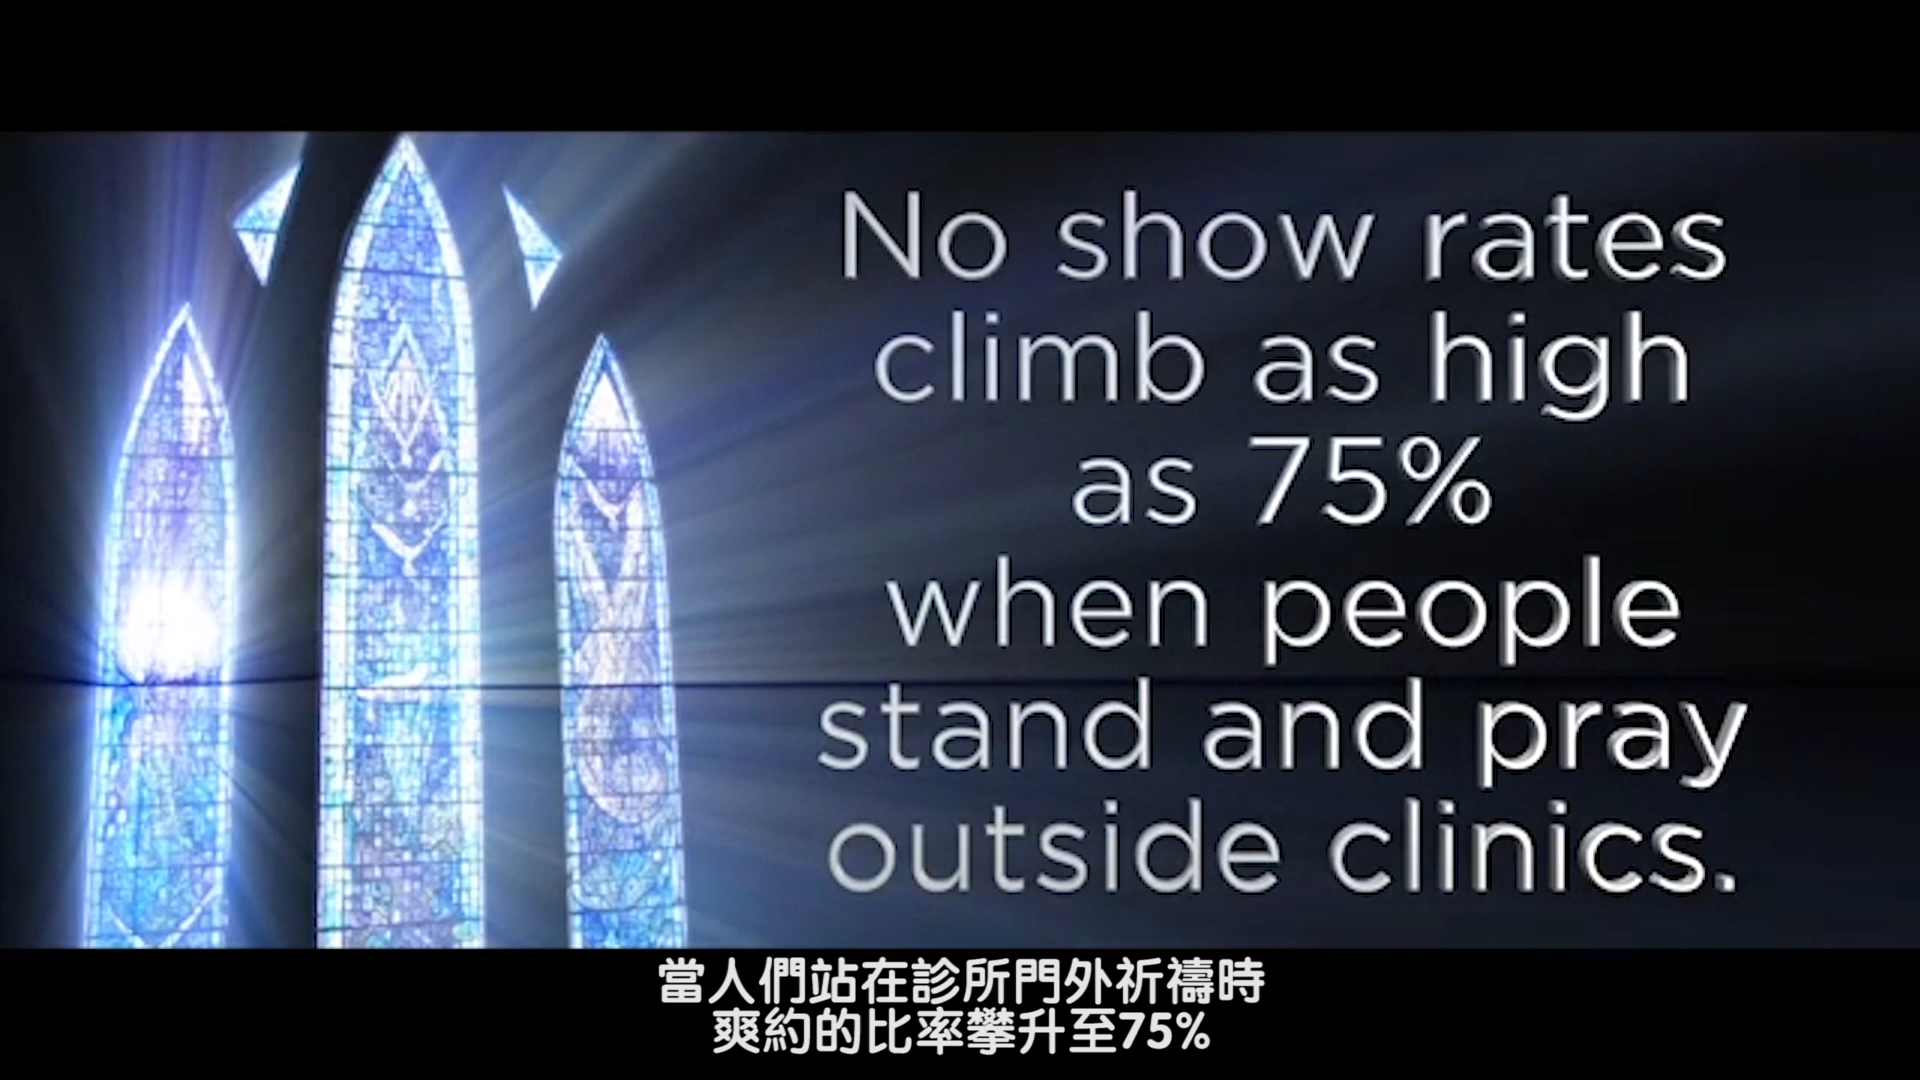 No show rates
climb as high
as 75%
when people
stand and pray
outside clinics.
當人們站在診所門外祈禱時
爽約的比率攀升至75%